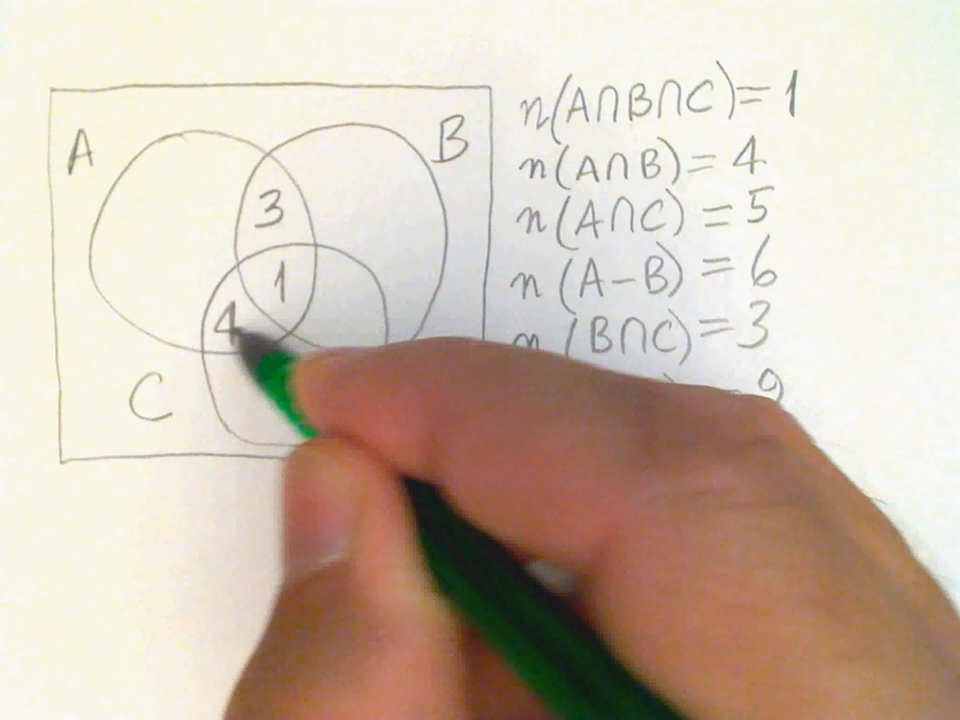 A
B
3
1
4
C
n(A∩B∩C)=1
n(A∩B)=4
n(A∩C)=5
n(A-B)=6
n(B∩C)=3